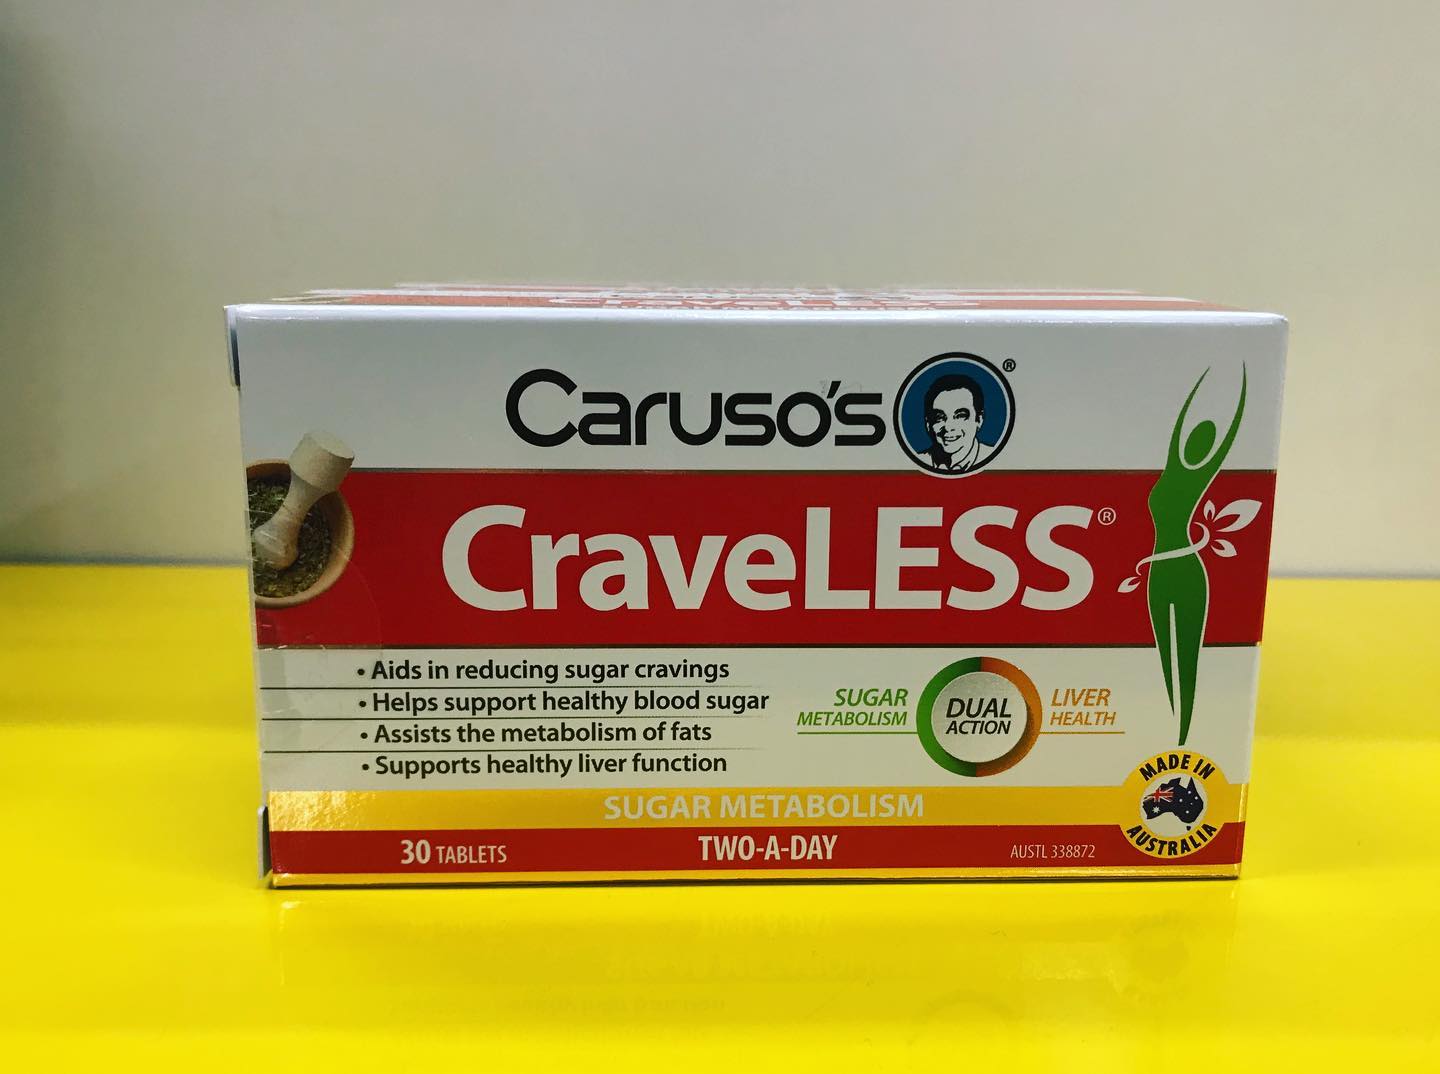 Caruso's ®
CraveLESS®
• Aids in reducing sugar cravings
• Helps support healthy blood sugar
• Assists the metabolism of fats
• Supports healthy liver function
SUGAR
METABOLISM
DUAL
ACTION
LIVER
HEALTH
MADE IN
AUSTRALIA
SUGAR METABOLISM
30 TABLETS
TWO-A-DAY
AUSTL 338872